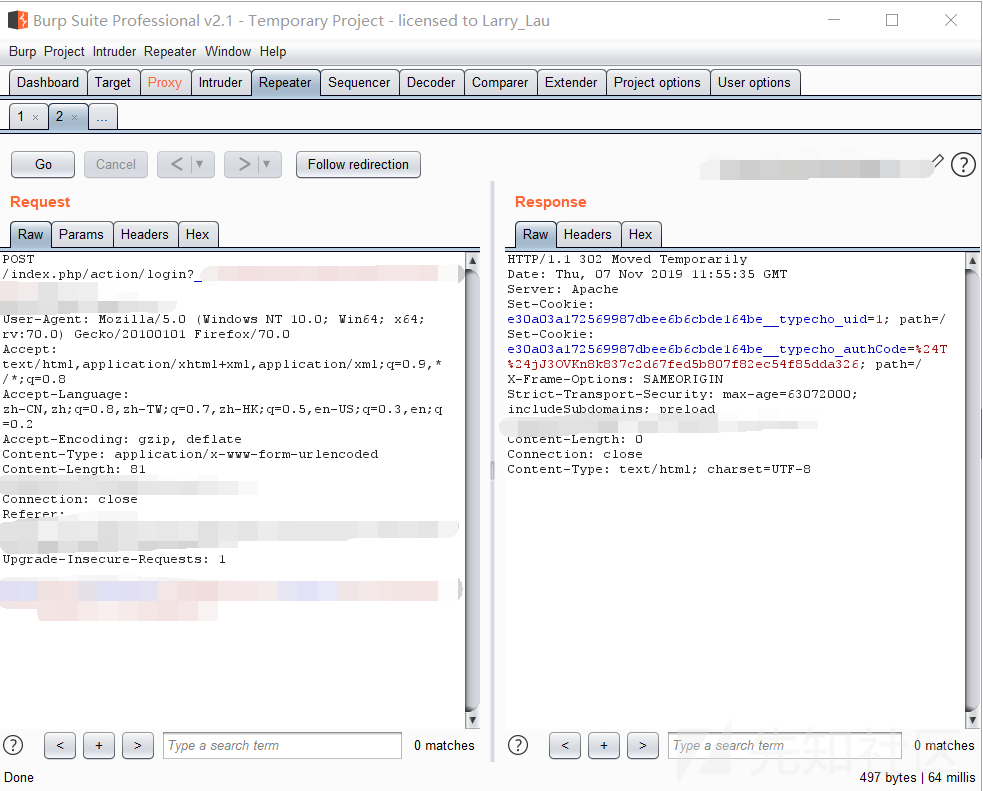 Burp Suite Professional v2.1 - Temporary Project - licensed to Larry_Lau
Burp Project Intruder Repeater Window Help
Dashboard Target Proxy Intruder Repeater Sequencer Decoder Comparer Extender Project options User options
1 × 2 × ...
Go Cancel < ▼ > ▼ Follow redirection ?
Request
Raw Params Headers Hex
POST
/index.php/action/login?_
User-Agent: Mozilla/5.0 (Windows NT 10.0; Win64; x64;
rv:70.0) Gecko/20100101 Firefox/70.0
Accept:
text/html,application/xhtml+xml,application/xml;q=0.9,*
/*;q=0.8
Accept-Language:
zh-CN,zh;q=0.8,zh-TW;q=0.7,zh-HK;q=0.5,en-US;q=0.3,en;q
=0.2
Accept-Encoding: gzip, deflate
Content-Type: application/x-www-form-urlencoded
Content-Length: 81
Connection: close
Referer:
Upgrade-Insecure-Requests: 1
? < + > Type a search term 0 matches
Response
Raw Headers Hex
HTTP/1.1 302 Moved Temporarily
Date: Thu, 07 Nov 2019 11:55:35 GMT
Server: Apache
Set-Cookie:
e30a03a172569987dbee6b6cbde164be__typecho_uid=1; path=/
Set-Cookie:
e30a03a172569987dbee6b6cbde164be__typecho_authCode=%24T
%24jJ3OVKn8k837c2d67fed5b807f82ec54f85dda326; path=/
X-Frame-Options: SAMEORIGIN
Strict-Transport-Security: max-age=63072000;
includeSubdomains; preload
Content-Length: 0
Connection: close
Content-Type: text/html; charset=UTF-8
? < + > Type a search term 0 matches
先知社区
Done
497 bytes | 64 millis